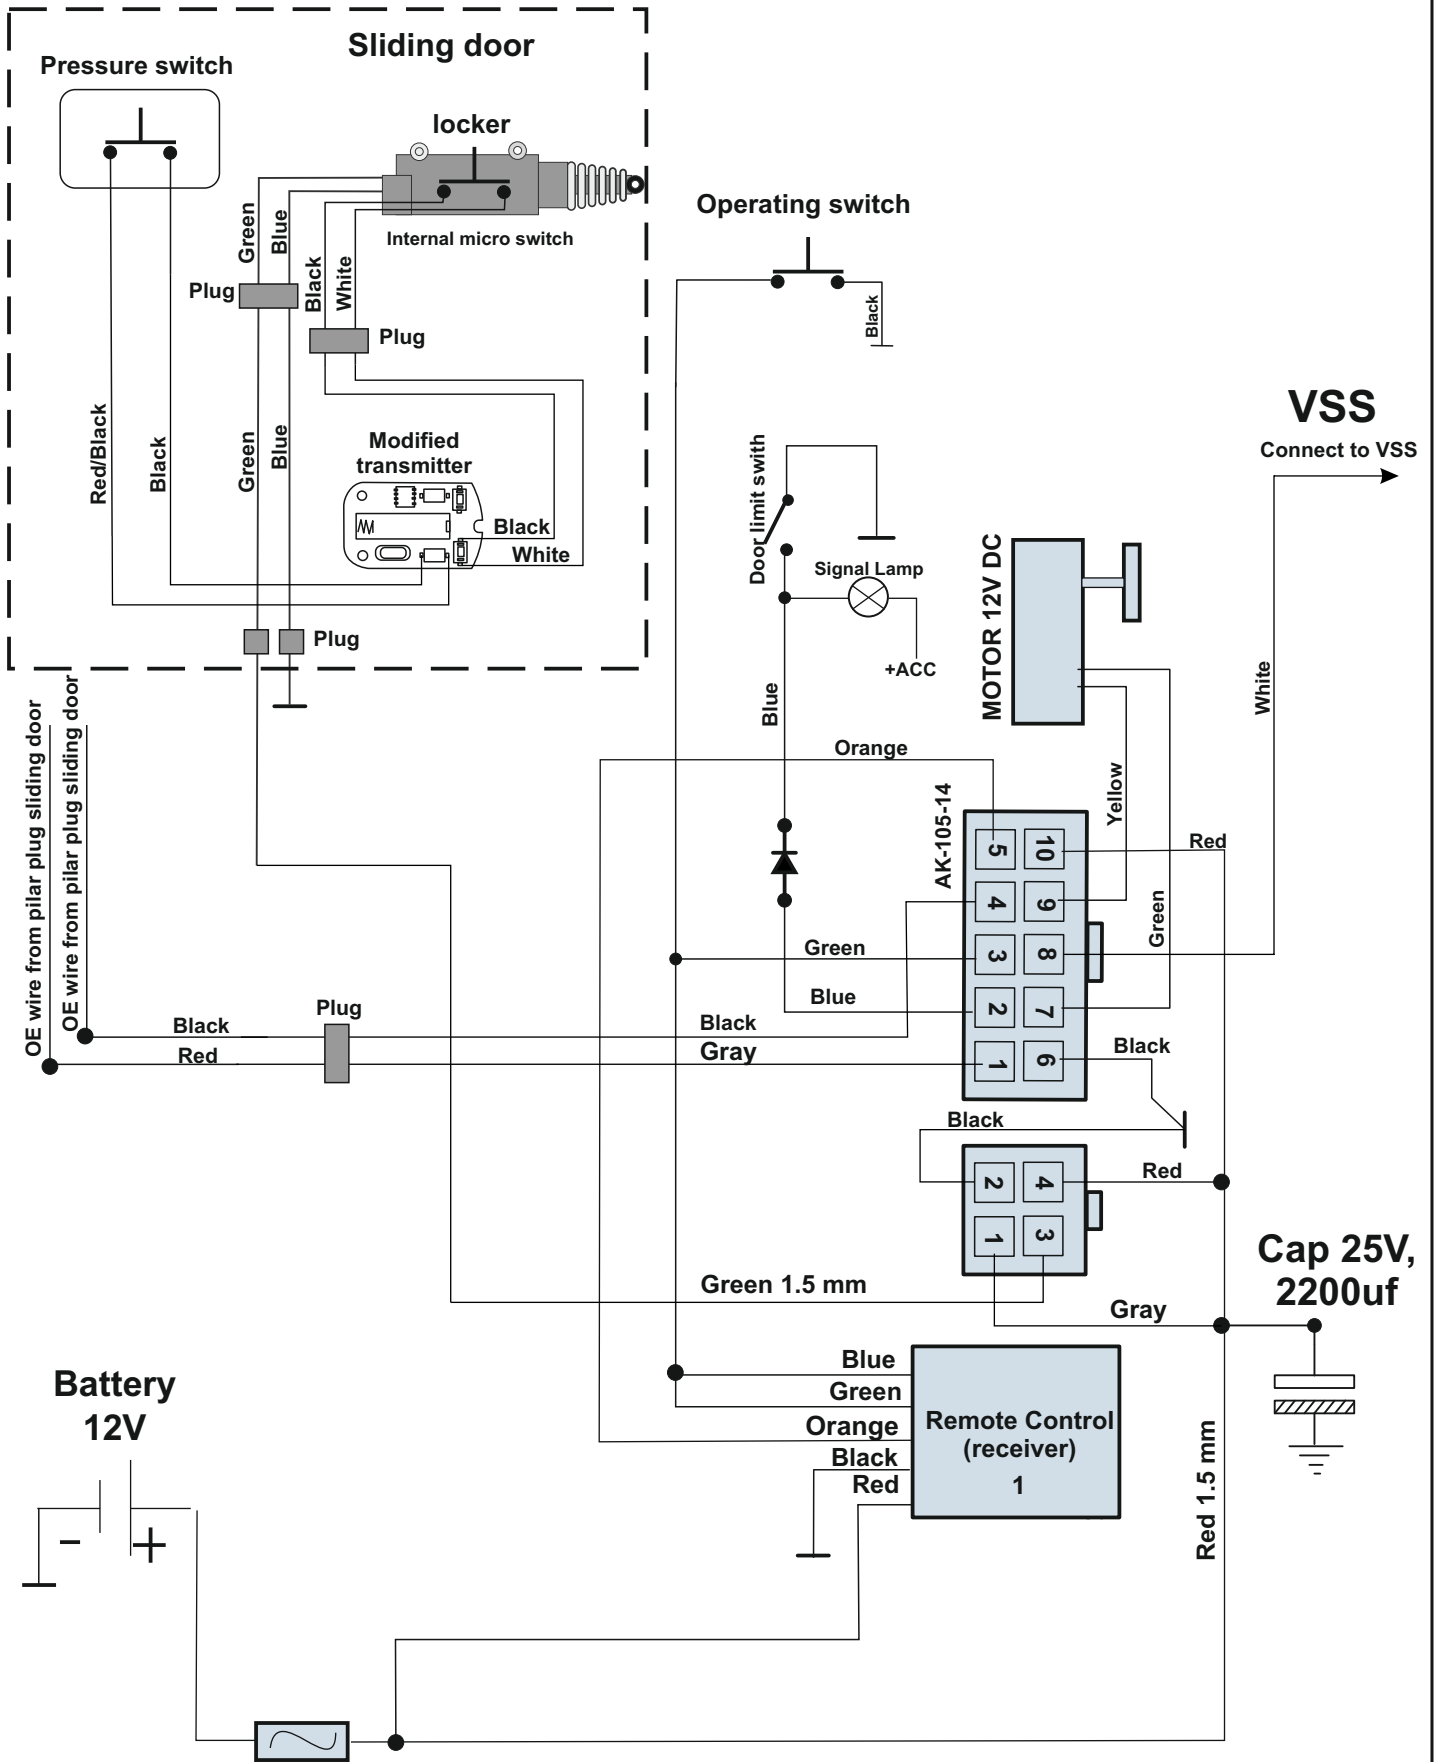 Sliding door
Pressure switch
locker
Internal micro switch
Green
Blue
Black
White
Plug
Plug
Red/Black
Black
Green
Blue
Modified
transmitter
Black
White
Plug
Operating switch
Black
VSS
Connect to VSS
Door limit swith
Signal Lamp
+ACC
MOTOR 12V DC
White
Blue
Orange
Yellow
Green
AK-105-14
Red
5
10
4
9
3
8
2
7
1
6
Green
Blue
OE wire from pilar plug sliding door
OE wire from pilar plug sliding door
Black
Red
Plug
Black
Gray
Black
Black
2
4
1
3
Red
Green 1.5 mm
Gray
Cap 25V,
2200uf
Battery
12V
- +
Blue
Green
Orange
Black
Red
Remote Control
(receiver)
1
Red 1.5 mm